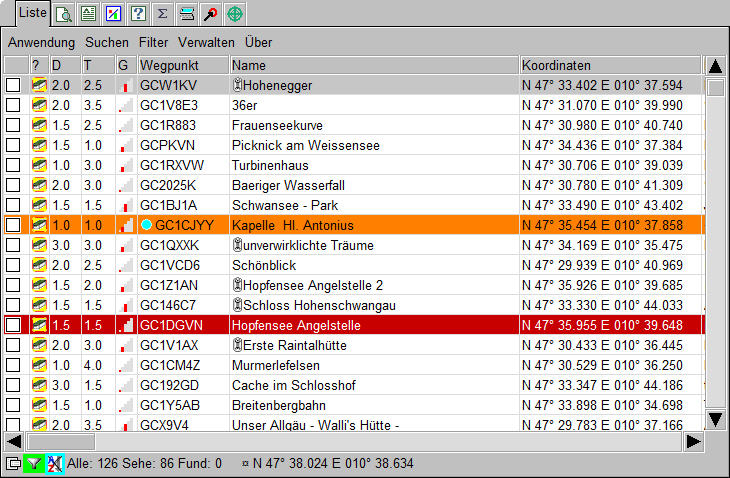 Liste
Anwendung Suchen Filter Verwalten Über
? D T G Wegpunkt Name Koordinaten
2.0 2.5 GCW1KV Hohenegger N 47° 33.402 E 010° 37.594
2.0 3.5 GC1V8E3 36er N 47° 31.070 E 010° 39.990
1.5 2.5 GC1R883 Frauenseekurve N 47° 30.980 E 010° 40.740
1.5 1.0 GCPKVN Picknick am Weissensee N 47° 34.436 E 010° 37.384
1.5 1.0 GC1RXVW Turbinenhaus N 47° 30.706 E 010° 39.039
2.0 3.0 GC2025K Baeriger Wasserfall N 47° 30.780 E 010° 41.309
1.5 1.5 GC1BJ1A Schwansee - Park N 47° 33.490 E 010° 43.402
1.0 1.0 GC1CJYY Kapelle Hl. Antonius N 47° 35.454 E 010° 37.858
3.0 3.0 GC1QXXK unverwirklichte Träume N 47° 34.169 E 010° 35.475
2.0 2.5 GC1VCD6 Schönblick N 47° 29.939 E 010° 40.969
2.0 1.5 GC1Z1AN Hopfensee Angelstelle 2 N 47° 35.926 E 010° 39.685
1.5 1.5 GC146C7 Schloss Hohenschwangau N 47° 33.330 E 010° 44.033
1.5 1.5 GC1DGVN Hopfensee Angelstelle N 47° 35.955 E 010° 39.648
2.0 3.0 GC1V1AX Erste Raintalhütte N 47° 30.433 E 010° 36.445
1.0 4.0 GC1CM4Z Murmerlefelsen N 47° 30.529 E 010° 36.250
3.0 1.5 GC192GD Cache im Schlosshof N 47° 33.347 E 010° 44.186
1.5 1.0 GC1Y5AB Breitenbergbahn N 47° 33.898 E 010° 34.698
2.0 3.5 GCX9V4 Unser Allgäu - Walli's Hütte - N 47° 29.783 E 010° 37.166
Alle: 126 Sehe: 86 Fund: 0 ¤ N 47° 38.024 E 010° 38.634